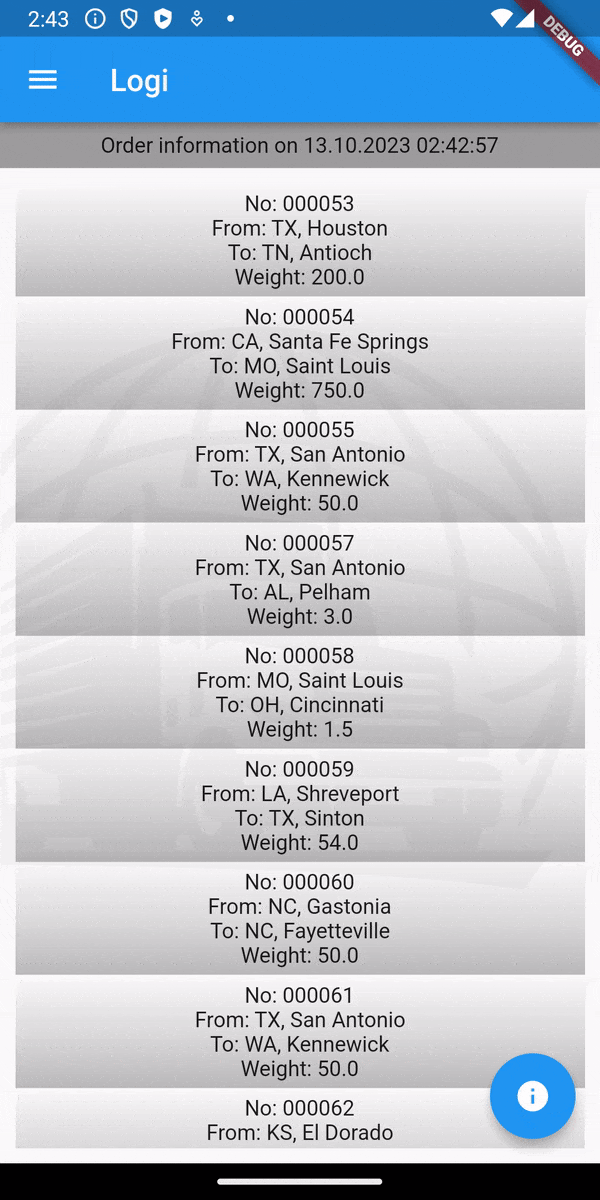 2:43
DEBUG
Logi
Order information on 13.10.2023 02:42:57
No: 000053
From: TX, Houston
To: TN, Antioch
Weight: 200.0
No: 000054
From: CA, Santa Fe Springs
To: MO, Saint Louis
Weight: 750.0
No: 000055
From: TX, San Antonio
To: WA, Kennewick
Weight: 50.0
No: 000057
From: TX, San Antonio
To: AL, Pelham
Weight: 3.0
No: 000058
From: MO, Saint Louis
To: OH, Cincinnati
Weight: 1.5
No: 000059
From: LA, Shreveport
To: TX, Sinton
Weight: 54.0
No: 000060
From: NC, Gastonia
To: NC, Fayetteville
Weight: 50.0
No: 000061
From: TX, San Antonio
To: WA, Kennewick
Weight: 50.0
No: 000062
From: KS, El Dorado